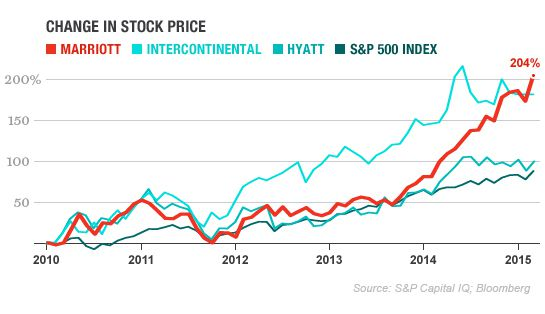 CHANGE IN STOCK PRICE
MARRIOTT INTERCONTINENTAL HYATT S&P 500 INDEX
204%
200%
150
100
50
2010 2011 2012 2013 2014 2015
Source: S&P Capital IQ; Bloomberg